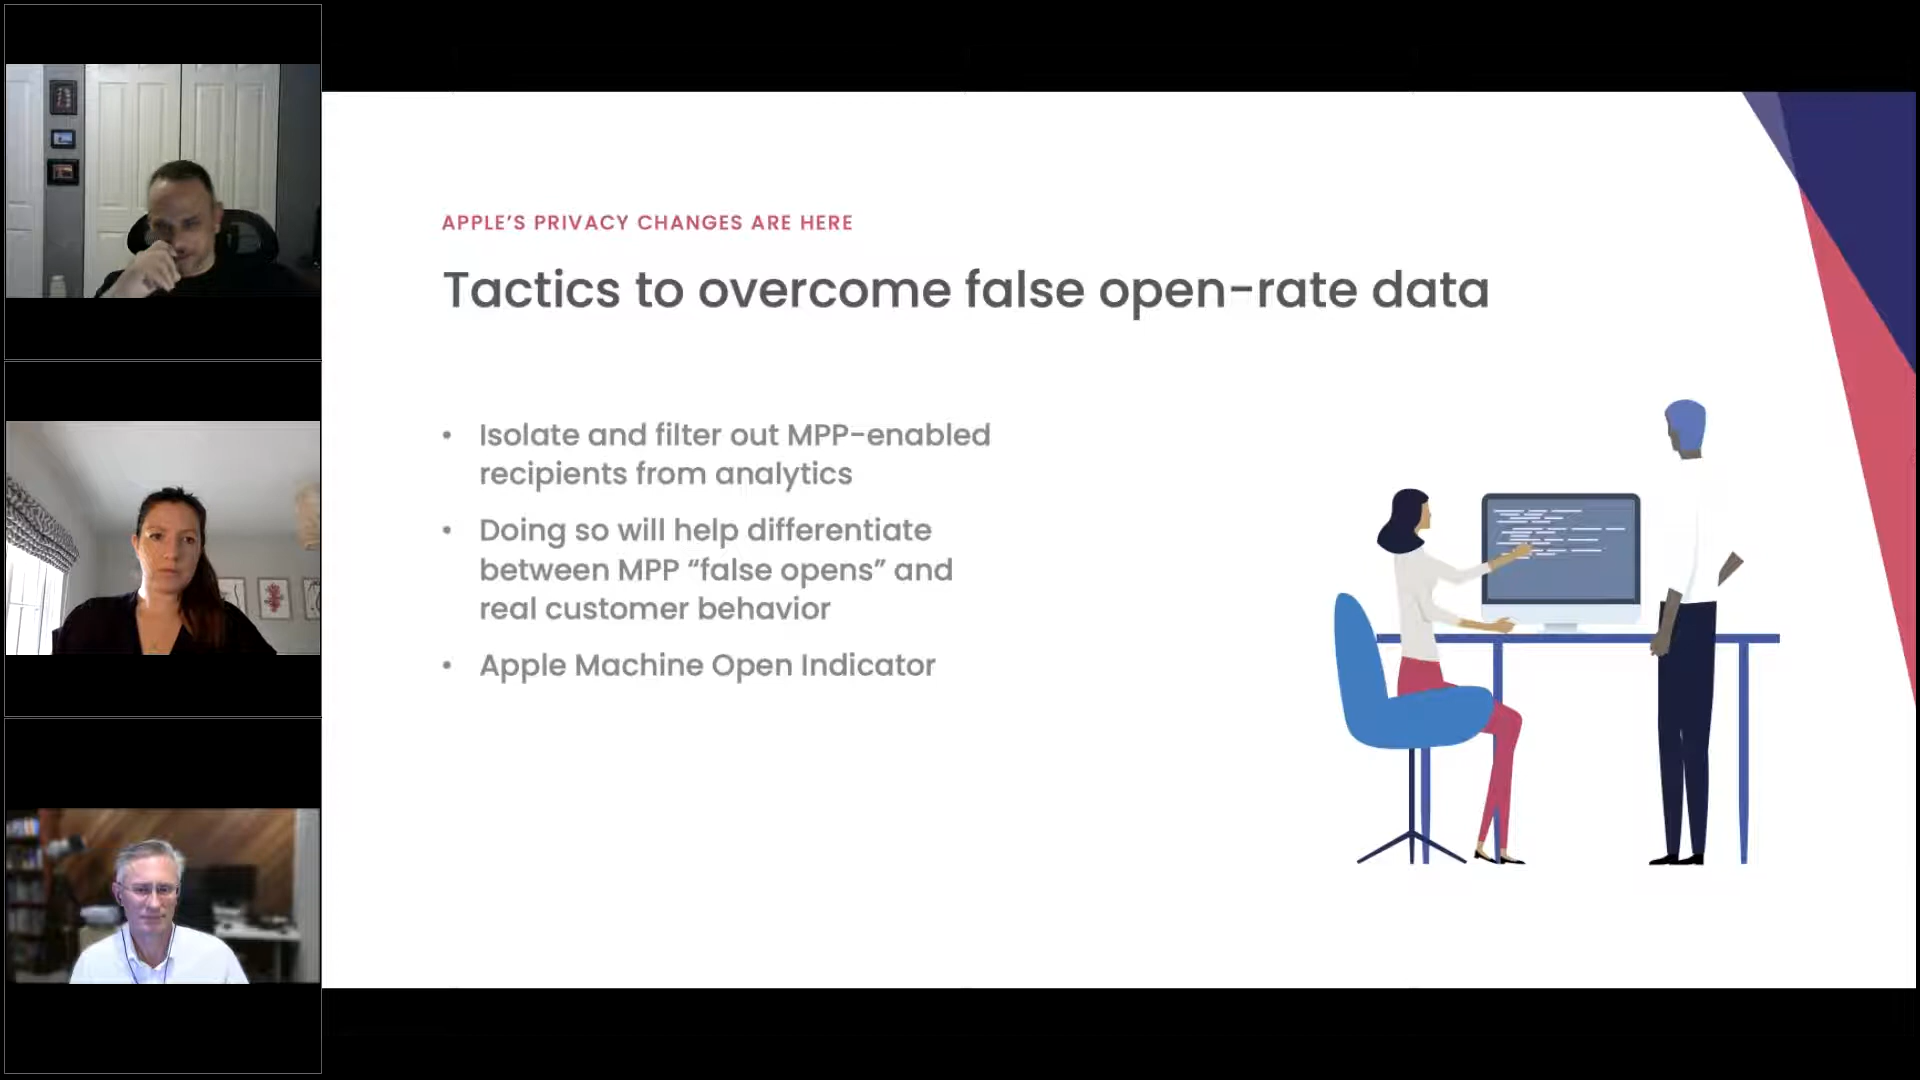 APPLE’S PRIVACY CHANGES ARE HERE
Tactics to overcome false open-rate data
• Isolate and filter out MPP-enabled
recipients from analytics
• Doing so will help differentiate
between MPP “false opens” and
real customer behavior
• Apple Machine Open Indicator